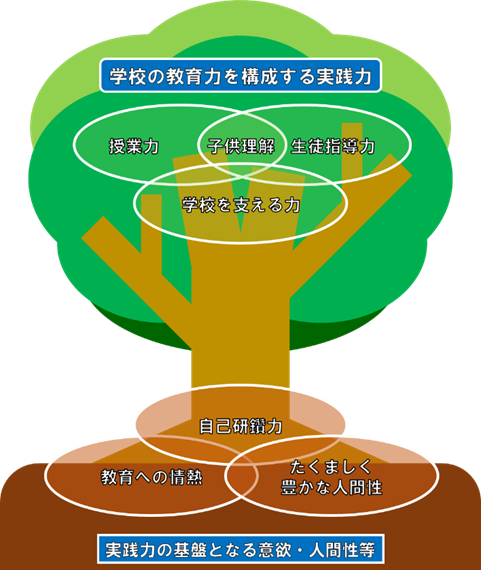 学校の教育力を構成する実践力
授業力
子供理解
生徒指導力
学校を支える力
自己研鑽力
教育への情熱
たくましく
豊かな人間性
実践力の基盤となる意欲・人間性等